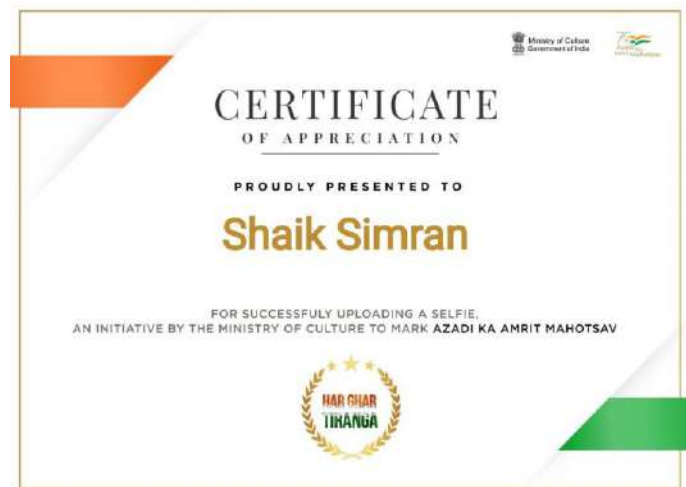 Ministry of Culture
Government of India
CERTIFICATE
OF APPRECIATION
PROUDLY PRESENTED TO
Shaik Simran
FOR SUCCESSFULY UPLOADING A SELFIE,
AN INITIATIVE BY THE MINISTRY OF CULTURE TO MARK AZADI KA AMRIT MAHOTSAV
HAR GHAR
TIRANGA